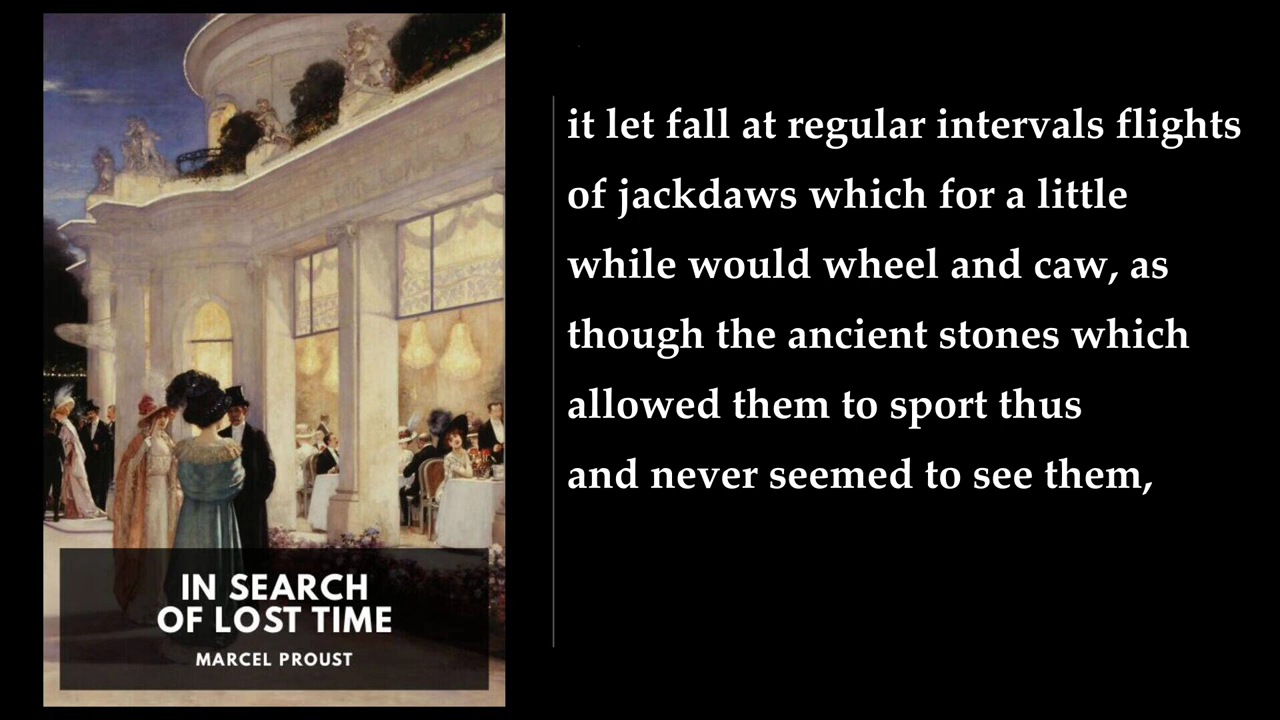 IN SEARCH
OF LOST TIME
MARCEL PROUST
it let fall at regular intervals flights
of jackdaws which for a little
while would wheel and caw, as
though the ancient stones which
allowed them to sport thus
and never seemed to see them,